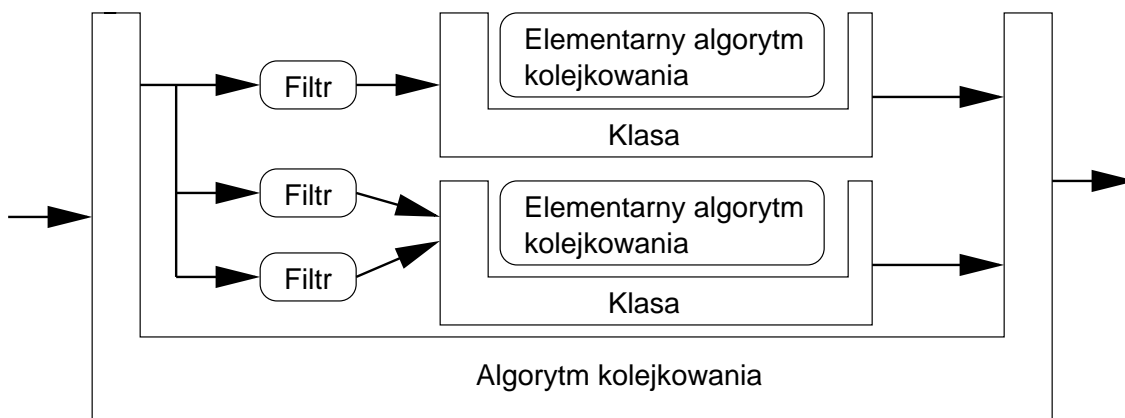 Elementarny algorytm
kolejkowania
Filtr
Klasa
Filtr
Elementarny algorytm
kolejkowania
Filtr
Klasa
Algorytm kolejkowania